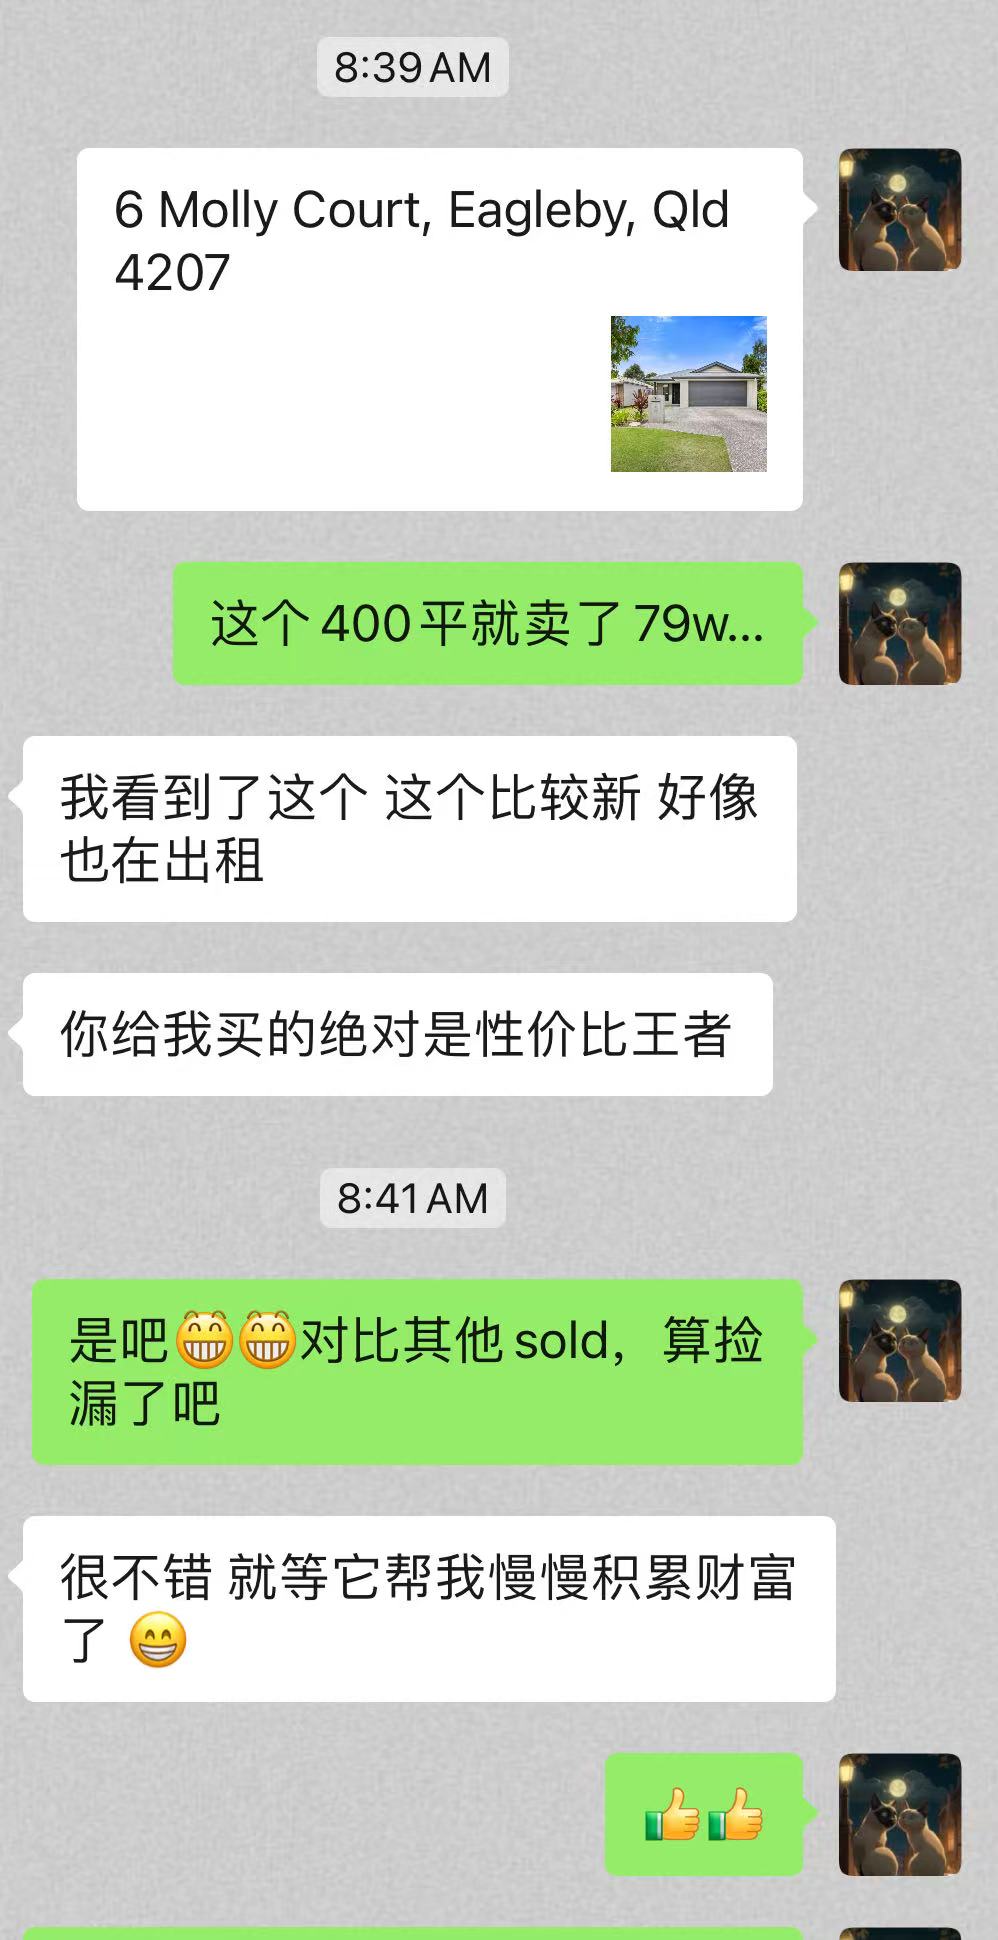 8:39 AM
6 Molly Court, Eagleby, Qld
4207
这个400平就卖了79w...
我看到了这个 这个比较新 好像
也在出租
你给我买的绝对是性价比王者
8:41 AM
是吧😁😁对比其他sold，算捡
漏了吧
很不错 就等它帮我慢慢积累财富
了 😄
👍👍